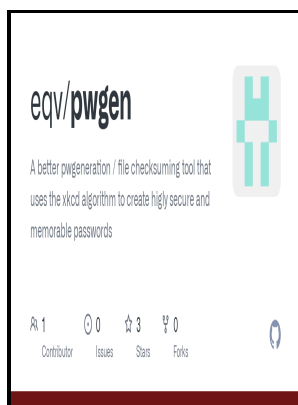 eqv/pwgen
A better pwgeneration / file checksuming tool that
uses the xkcd algorithm to create higly secure and
memorable passwords
1 0 3 0
Contributor Issues Stars Forks